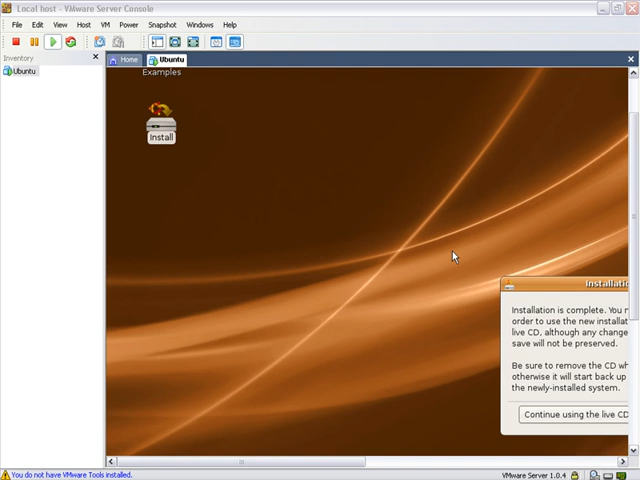 Local host - VMware Server Console
File Edit View Host VM Power Snapshot Windows Help
Inventory
Ubuntu
Home Ubuntu
Examples
Install
Installatio
Installation is complete. You n
order to use the new installat
live CD, although any change
save will not be preserved.
Be sure to remove the CD wh
otherwise it will start back up
the newly-installed system.
Continue using the live CD
You do not have VMware Tools installed.
VMware Server 1.0.4